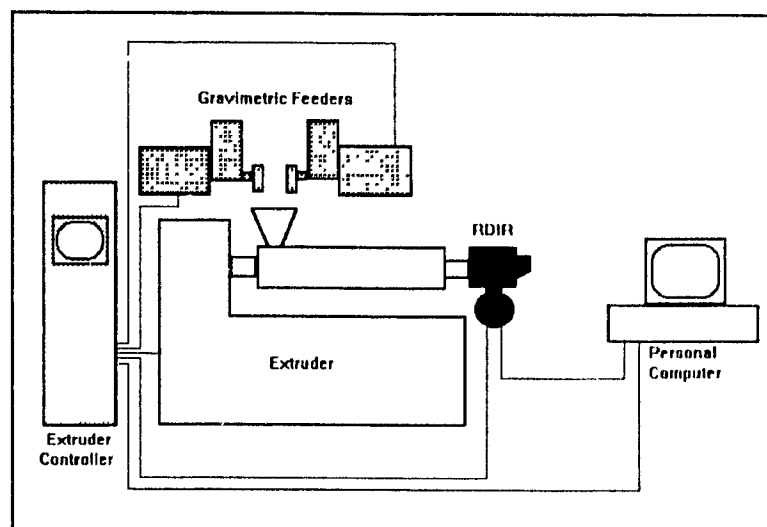 Gravimetric Feeders
RDIR
Extruder
Personal
Computer
Extruder
Controller